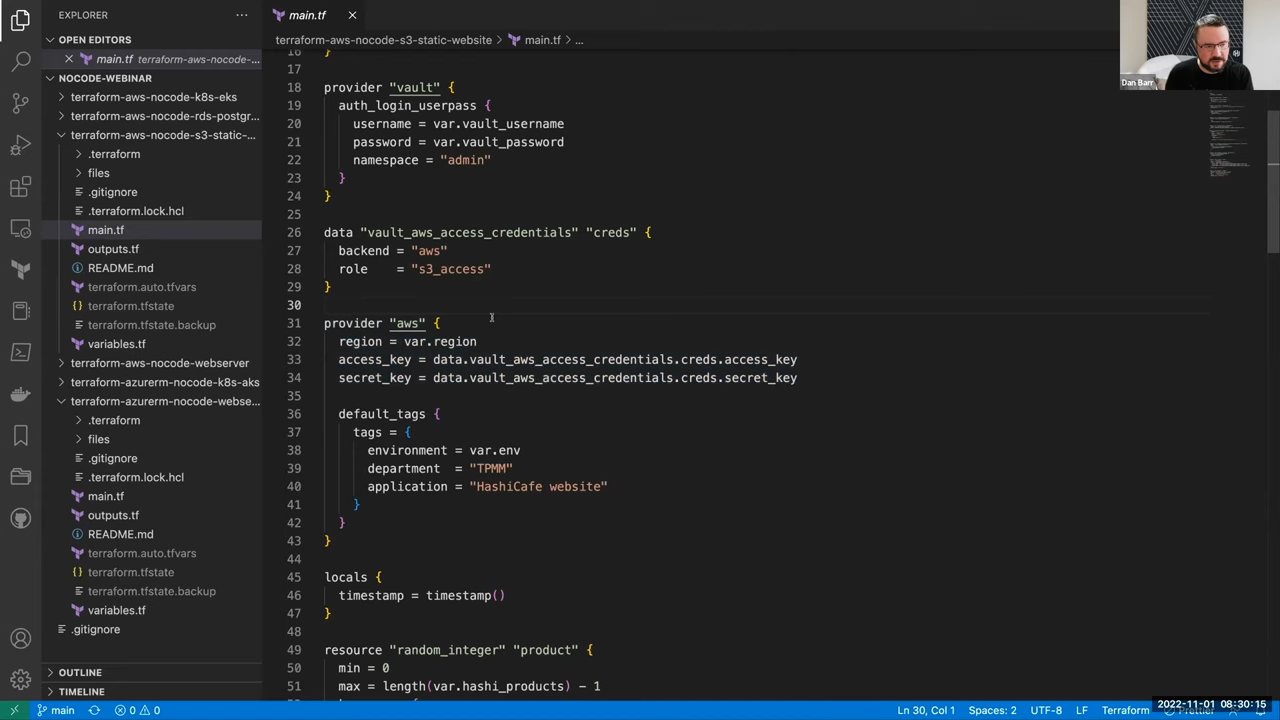 EXPLORER
OPEN EDITORS
main.tf terraform-aws-nocode-...
NOCODE-WEBINAR
terraform-aws-nocode-k8s-eks
terraform-aws-nocode-rds-postgr...
terraform-aws-nocode-s3-static-...
.terraform
files
.gitignore
.terraform.lock.hcl
main.tf
outputs.tf
README.md
terraform.auto.tfvars
terraform.tfstate
terraform.tfstate.backup
variables.tf
terraform-aws-nocode-webserver
terraform-azurerm-nocode-k8s-aks
terraform-azurerm-nocode-webse...
.terraform
files
.gitignore
.terraform.lock.hcl
main.tf
outputs.tf
README.md
terraform.auto.tfvars
terraform.tfstate
terraform.tfstate.backup
variables.tf
.gitignore
OUTLINE
TIMELINE
main.tf
terraform-aws-nocode-s3-static-website > main.tf > ...
16 }
17
18 provider "vault" {
19 auth_login_userpass {
20 username = var.vault_username
21 password = var.vault_password
22 namespace = "admin"
23 }
24 }
25
26 data "vault_aws_access_credentials" "creds" {
27 backend = "aws"
28 role    = "s3_access"
29 }
30
31 provider "aws" {
32 region = var.region
33 access_key = data.vault_aws_access_credentials.creds.access_key
34 secret_key = data.vault_aws_access_credentials.creds.secret_key
35
36 default_tags {
37 tags = {
38 environment = var.env
39 department  = "TPMM"
40 application = "HashiCafe website"
41 }
42 }
43 }
44
45 locals {
46 timestamp = timestamp()
47 }
48
49 resource "random_integer" "product" {
50 min = 0
51 max = length(var.hashi_products) - 1
Dan Barr
main 0 0 Ln 30, Col 1 Spaces: 2 UTF-8 LF Terraform Prettier
2022-11-01 08:30:15